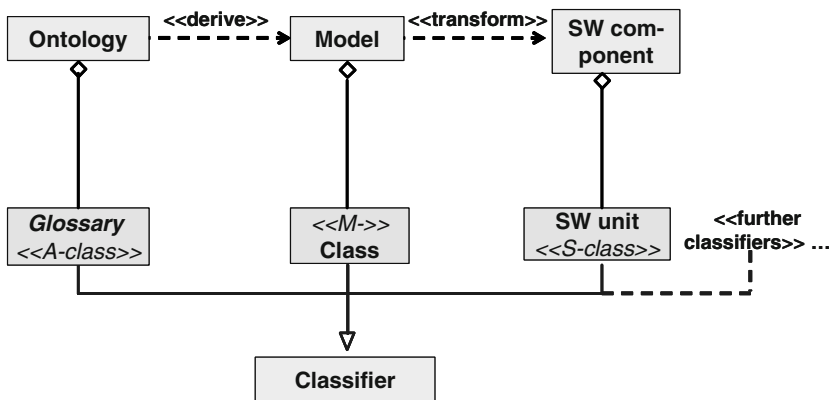 <<derive>>
<<transform>>
Ontology
Model
SW com-
ponent
Glossary
<<A-class>>
<<M->>
Class
SW unit
<<S-class>>
<<further
classifiers>> ...
Classifier